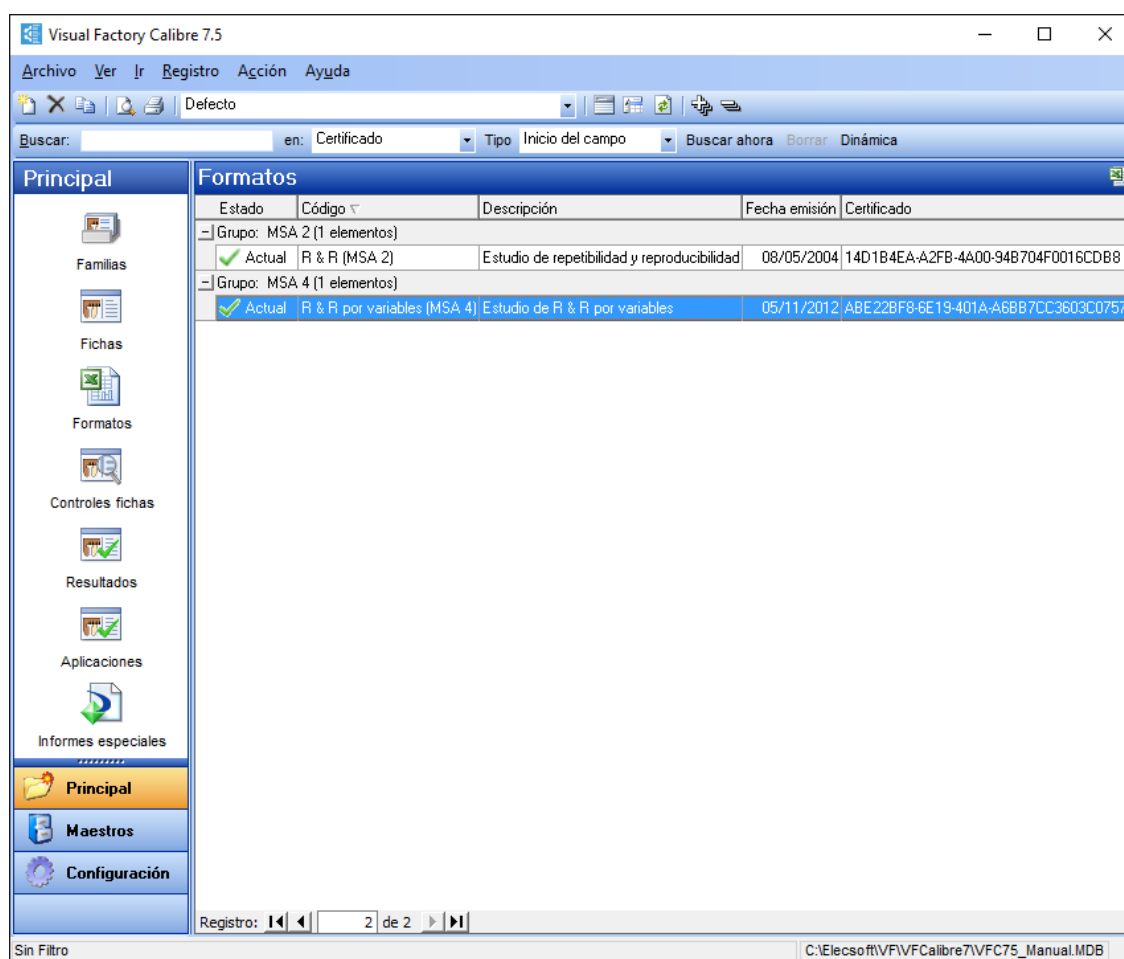 Visual Factory Calibre 7.5
Archivo Ver Ir Registro Acción Ayuda
Defecto
Buscar: en: Certificado Tipo Inicio del campo Buscar ahora Borrar Dinámica
Principal
Familias
Fichas
Formatos
Controles fichas
Resultados
Aplicaciones
Informes especiales
Principal
Maestros
Configuración
Formatos
Estado Código Descripción Fecha emisión Certificado
Grupo: MSA 2 (1 elementos)
Actual R & R (MSA 2) Estudio de repetibilidad y reproducibilidad 08/05/2004 14D1B4EA-A2FB-4A00-94B704F0016CDB8
Grupo: MSA 4 (1 elementos)
Actual R & R por variables (MSA 4) Estudio de R & R por variables 05/11/2012 ABE22BF8-6E19-401A-A6BB7CC3603C0757
Registro: 2 de 2
Sin Filtro C:\Elecsoft\VF\VFCalibre7\VFC75_Manual.MDB